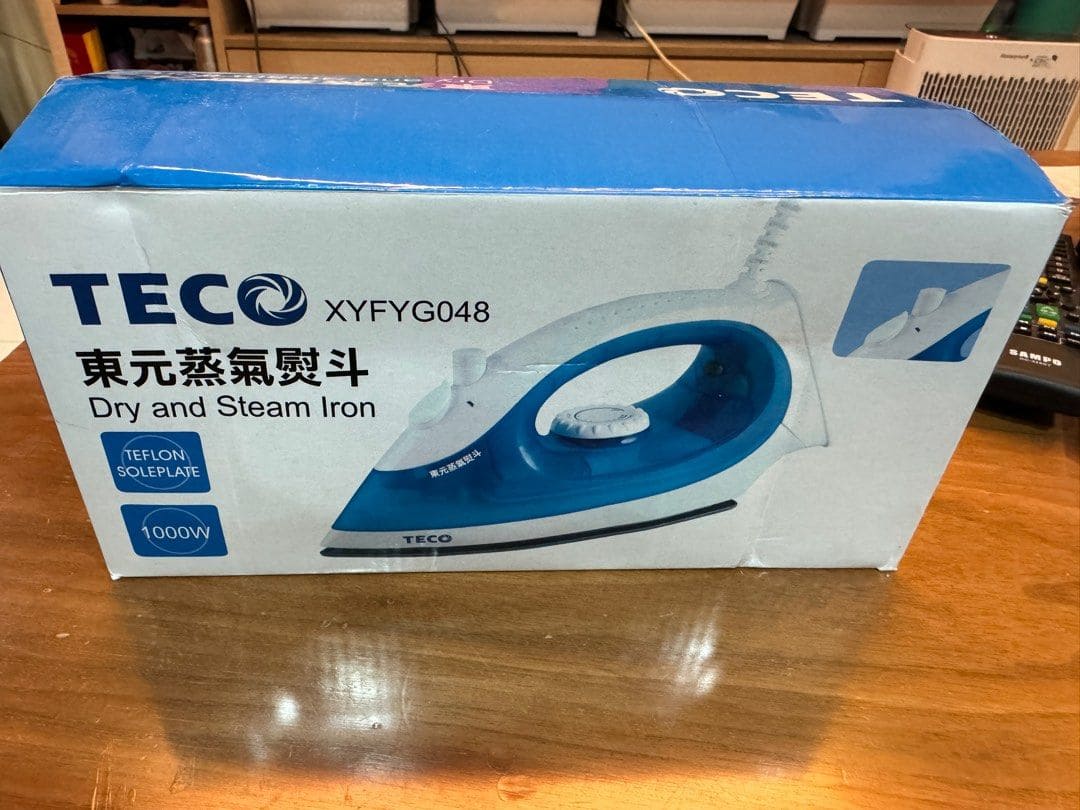 TECO
TECO XYFYG048
東元蒸氣熨斗
Dry and Steam Iron
TEFLON
SOLEPLATE
1000W
東元蒸氣熨斗
TECO
SAMPO
Honeywell